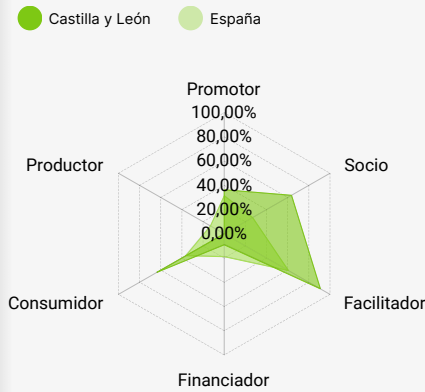 Castilla y León España
Promotor
100,00%
80,00%
60,00%
40,00%
20,00%
0,00%
Productor
Socio
Consumidor
Facilitador
Financiador